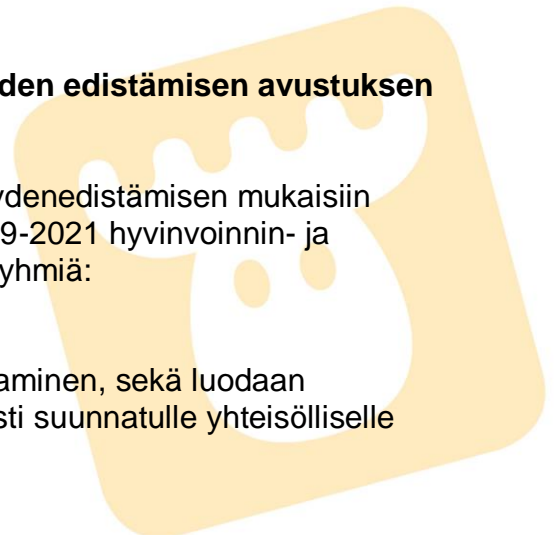 den edistämisen avustuksen
ydenedistämisen mukaisiin
9-2021 hyvinvoinnin- ja
yhmiä:
aminen, sekä luodaan
sti suunnatulle yhteisölliselle